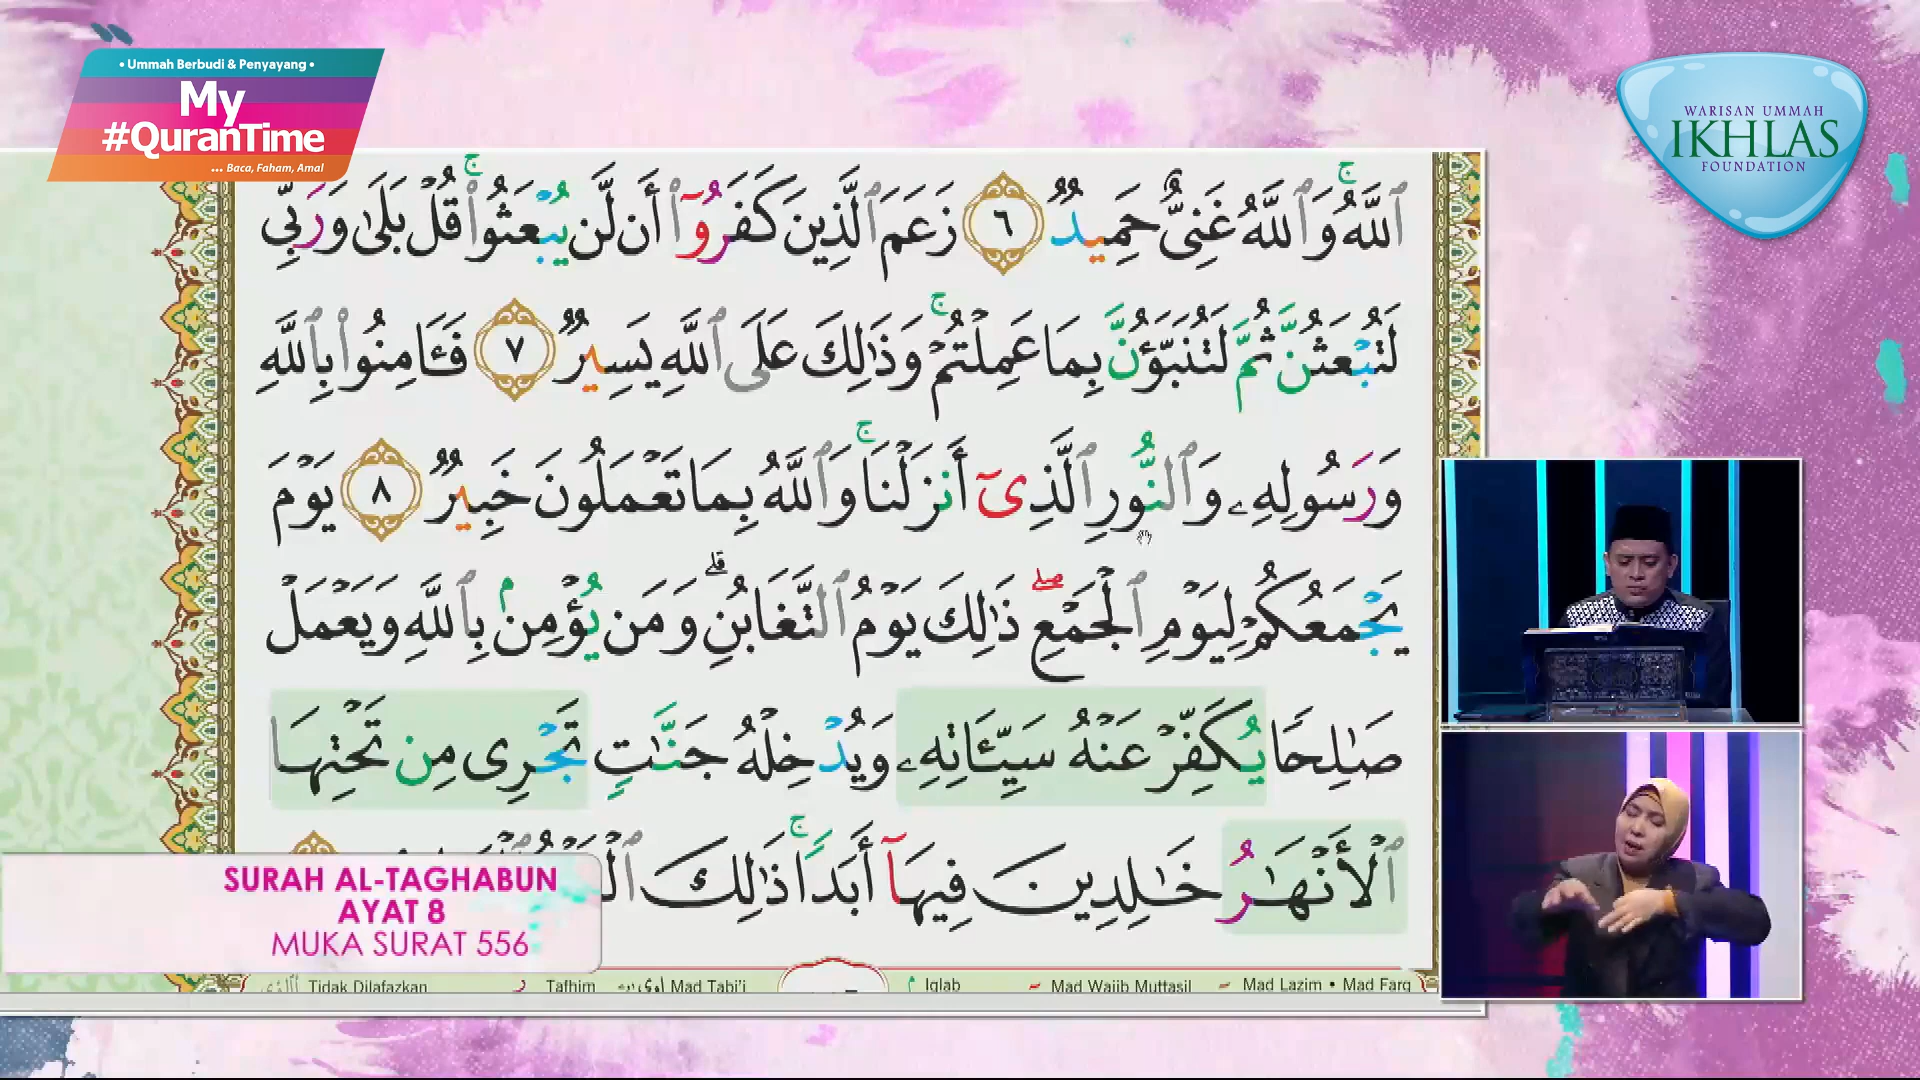 • Ummah Berbudi & Penyayang •
My
#QuranTime
... Baca, Faham, Amal
WARISAN UMMAH
IKHLAS
FOUNDATION
ٱللَّهُۚ وَٱللَّهُ غَنِىٌّ حَمِيدٌ ٦ زَعَمَ ٱلَّذِينَ كَفَرُوٓا۟ أَن لَّن يُبْعَثُوا۟ۚ قُلْ بَلَىٰ وَرَبِّى
لَتُبْعَثُنَّ ثُمَّ لَتُنَبَّؤُنَّ بِمَا عَمِلْتُمْۚ وَذَٰلِكَ عَلَى ٱللَّهِ يَسِيرٌ ٧ فَـَٔامِنُوا۟ بِٱللَّهِ
وَرَسُولِهِۦ وَٱلنُّورِ ٱلَّذِىٓ أَنزَلْنَاۚ وَٱللَّهُ بِمَا تَعْمَلُونَ خَبِيرٌ ٨ يَوْمَ
يَجْمَعُكُمْ لِيَوْمِ ٱلْجَمْعِۖ ذَٰلِكَ يَوْمُ ٱلتَّغَابُنِۗ وَمَن يُؤْمِنۢ بِٱللَّهِ وَيَعْمَلْ
صَـٰلِحًا يُكَفِّرْ عَنْهُ سَيِّـَٔاتِهِۦ وَيُدْخِلْهُ جَنَّـٰتٍ تَجْرِى مِن تَحْتِهَا
ٱلْأَنْهَـٰرُ خَـٰلِدِينَ فِيهَآ أَبَدًاۚ ذَٰلِكَ
SURAH AL-TAGHABUN
AYAT 8
MUKA SURAT 556
Tidak Dilafazkan Tafhim Mad Tabi'i Iqlab Mad Wajib Muttasil Mad Lazim • Mad Farq